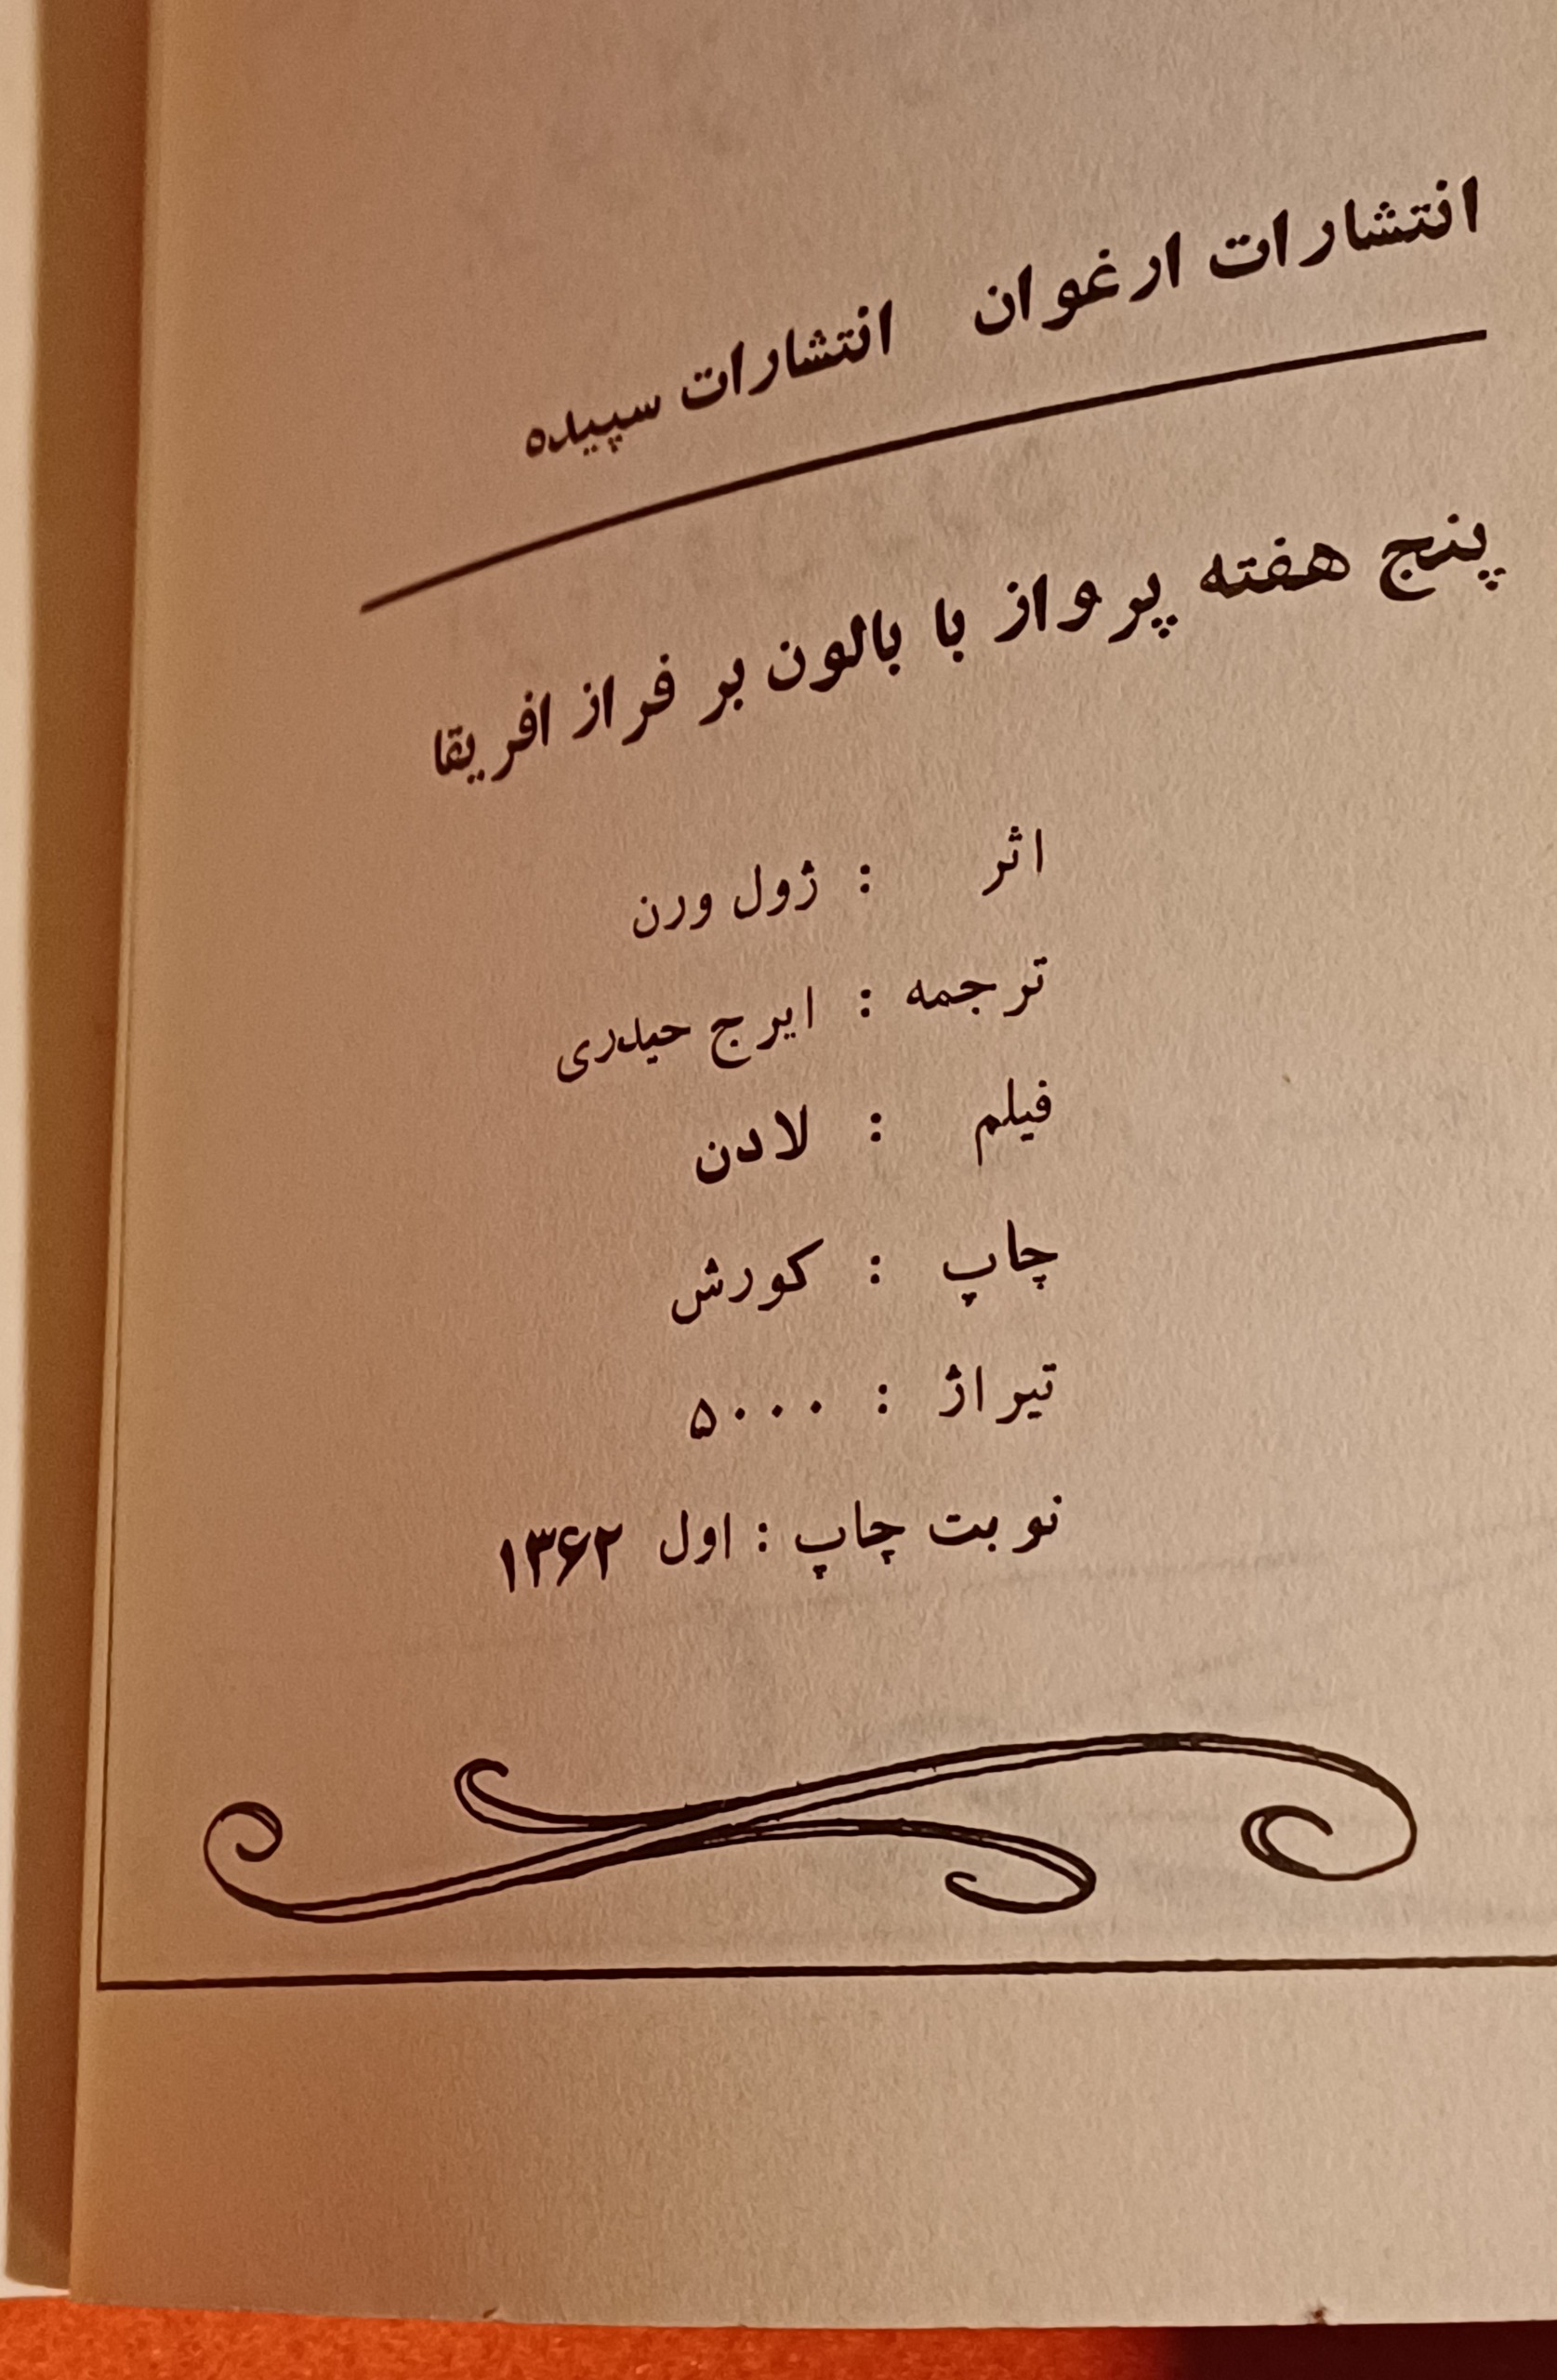 انتشارات ارغوان انتشارات سپیده
پنج هفته پرواز با بالون بر فراز افریقا
اثر : ژول ورن
ترجمه : ایرج حیدری
فیلم : لادن
چاپ : کورش
تیراژ : ۵۰۰۰
نوبت چاپ : اول ۱۳۶۲